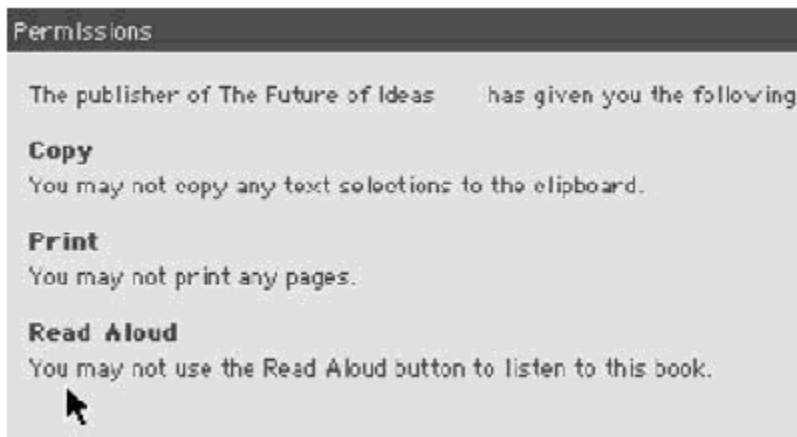 Permissions
The publisher of The Future of Ideas has given you the following
Copy
You may not copy any text selections to the clipboard.
Print
You may not print any pages.
Read Aloud
You may not use the Read Aloud button to listen to this book.